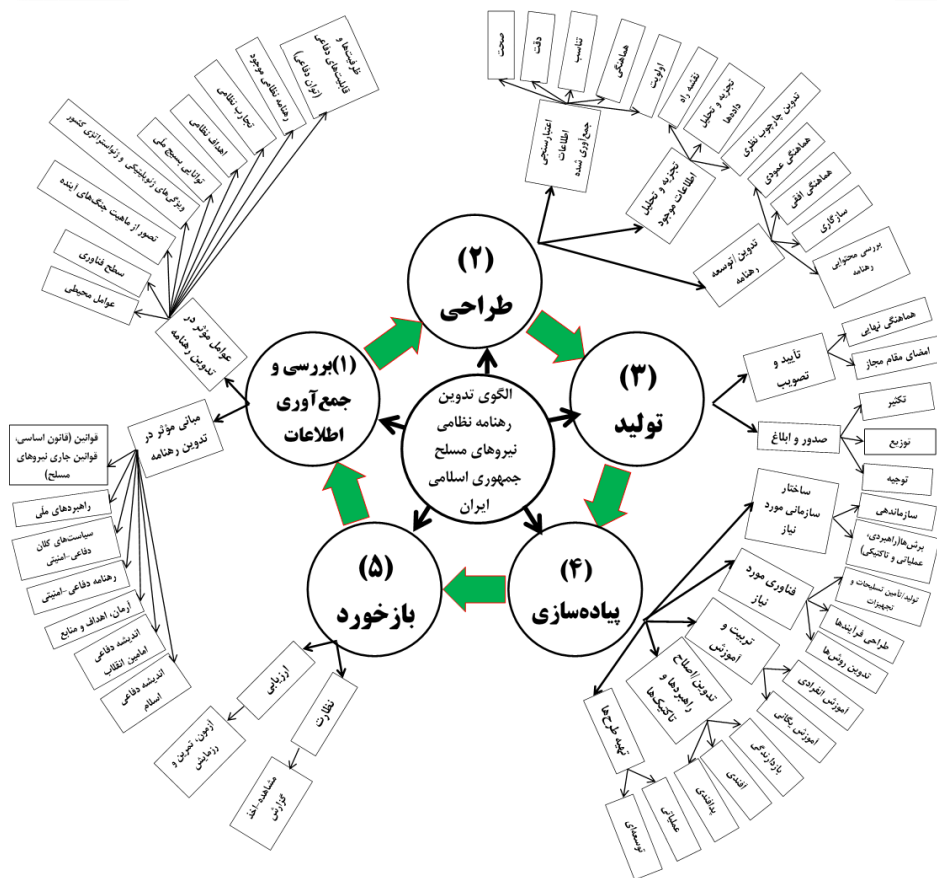 الگوی تدوین
رهنامه نظامی
نیروهای مسلح
جمهوری اسلامی
ایران
(۱)بررسی و
جمع‌آوری
اطلاعات
عوامل مؤثر در
تدوین رهنامه
ظرفیت‌ها و
قابلیت‌های دفاعی
(توان دفاعی)
رهنامه نظامی موجود
تجارب نظامی
اهداف نظامی
توانایی بسیج ملی
ویژگی‌های ژئوپلیتیکی و ژئواستراتژی کشور
تصور از ماهیت جنگ‌های آینده
سطح فناوری
عوامل محیطی
مبانی مؤثر در
تدوین رهنامه
قوانین (قانون اساسی،
قوانین جاری نیروهای
مسلح)
راهبردهای ملّی
سیاست‌های کلان
دفاعی-امنیتی
رهنامه دفاعی-امنیتی
آرمان، اهداف و منابع
اندیشه دفاعی
امامین انقلاب
اندیشه دفاعی
اسلام
(۲)
طراحی
اعتبارسنجی
اطلاعات
جمع‌آوری شده
صحت
دقت
تناسب
هماهنگی
اولویت
تجزیه و تحلیل
اطلاعات موجود
نقشه راه
تجزیه و تحلیل
داده‌ها
تدوین چارچوب نظری
تدوین/توسعه
رهنامه
هماهنگی عمودی
هماهنگی افقی
سازگاری
بررسی محتوایی
رهنامه
(۳)
تولید
تأیید و
تصویب
هماهنگی نهایی
امضای مقام مجاز
صدور و ابلاغ
تکثیر
توزیع
توجیه
(۴)
پیاده‌سازی
ساختار
سازمانی مورد
نیاز
سازماندهی
برش‌ها(راهبردی،
عملیاتی و تاکتیکی)
فناوری مورد
نیاز
تولید/تأمین تسلیحات و
تجهیزات
طراحی فرایندها
تدوین روش‌ها
تربیت و
آموزش
آموزش انفرادی
آموزش یگانی
تدوین/اصلاح
راهبردها و
تاکتیک‌ها
بازدارندگی
آفندی
پدافندی
تهیه طرح‌ها
عملیاتی
توسعه‌ای
(۵)
بازخورد
ارزیابی
آزمون، تمرین و
رزمایش
نظارت
مشاهده-اخذ
گزارش